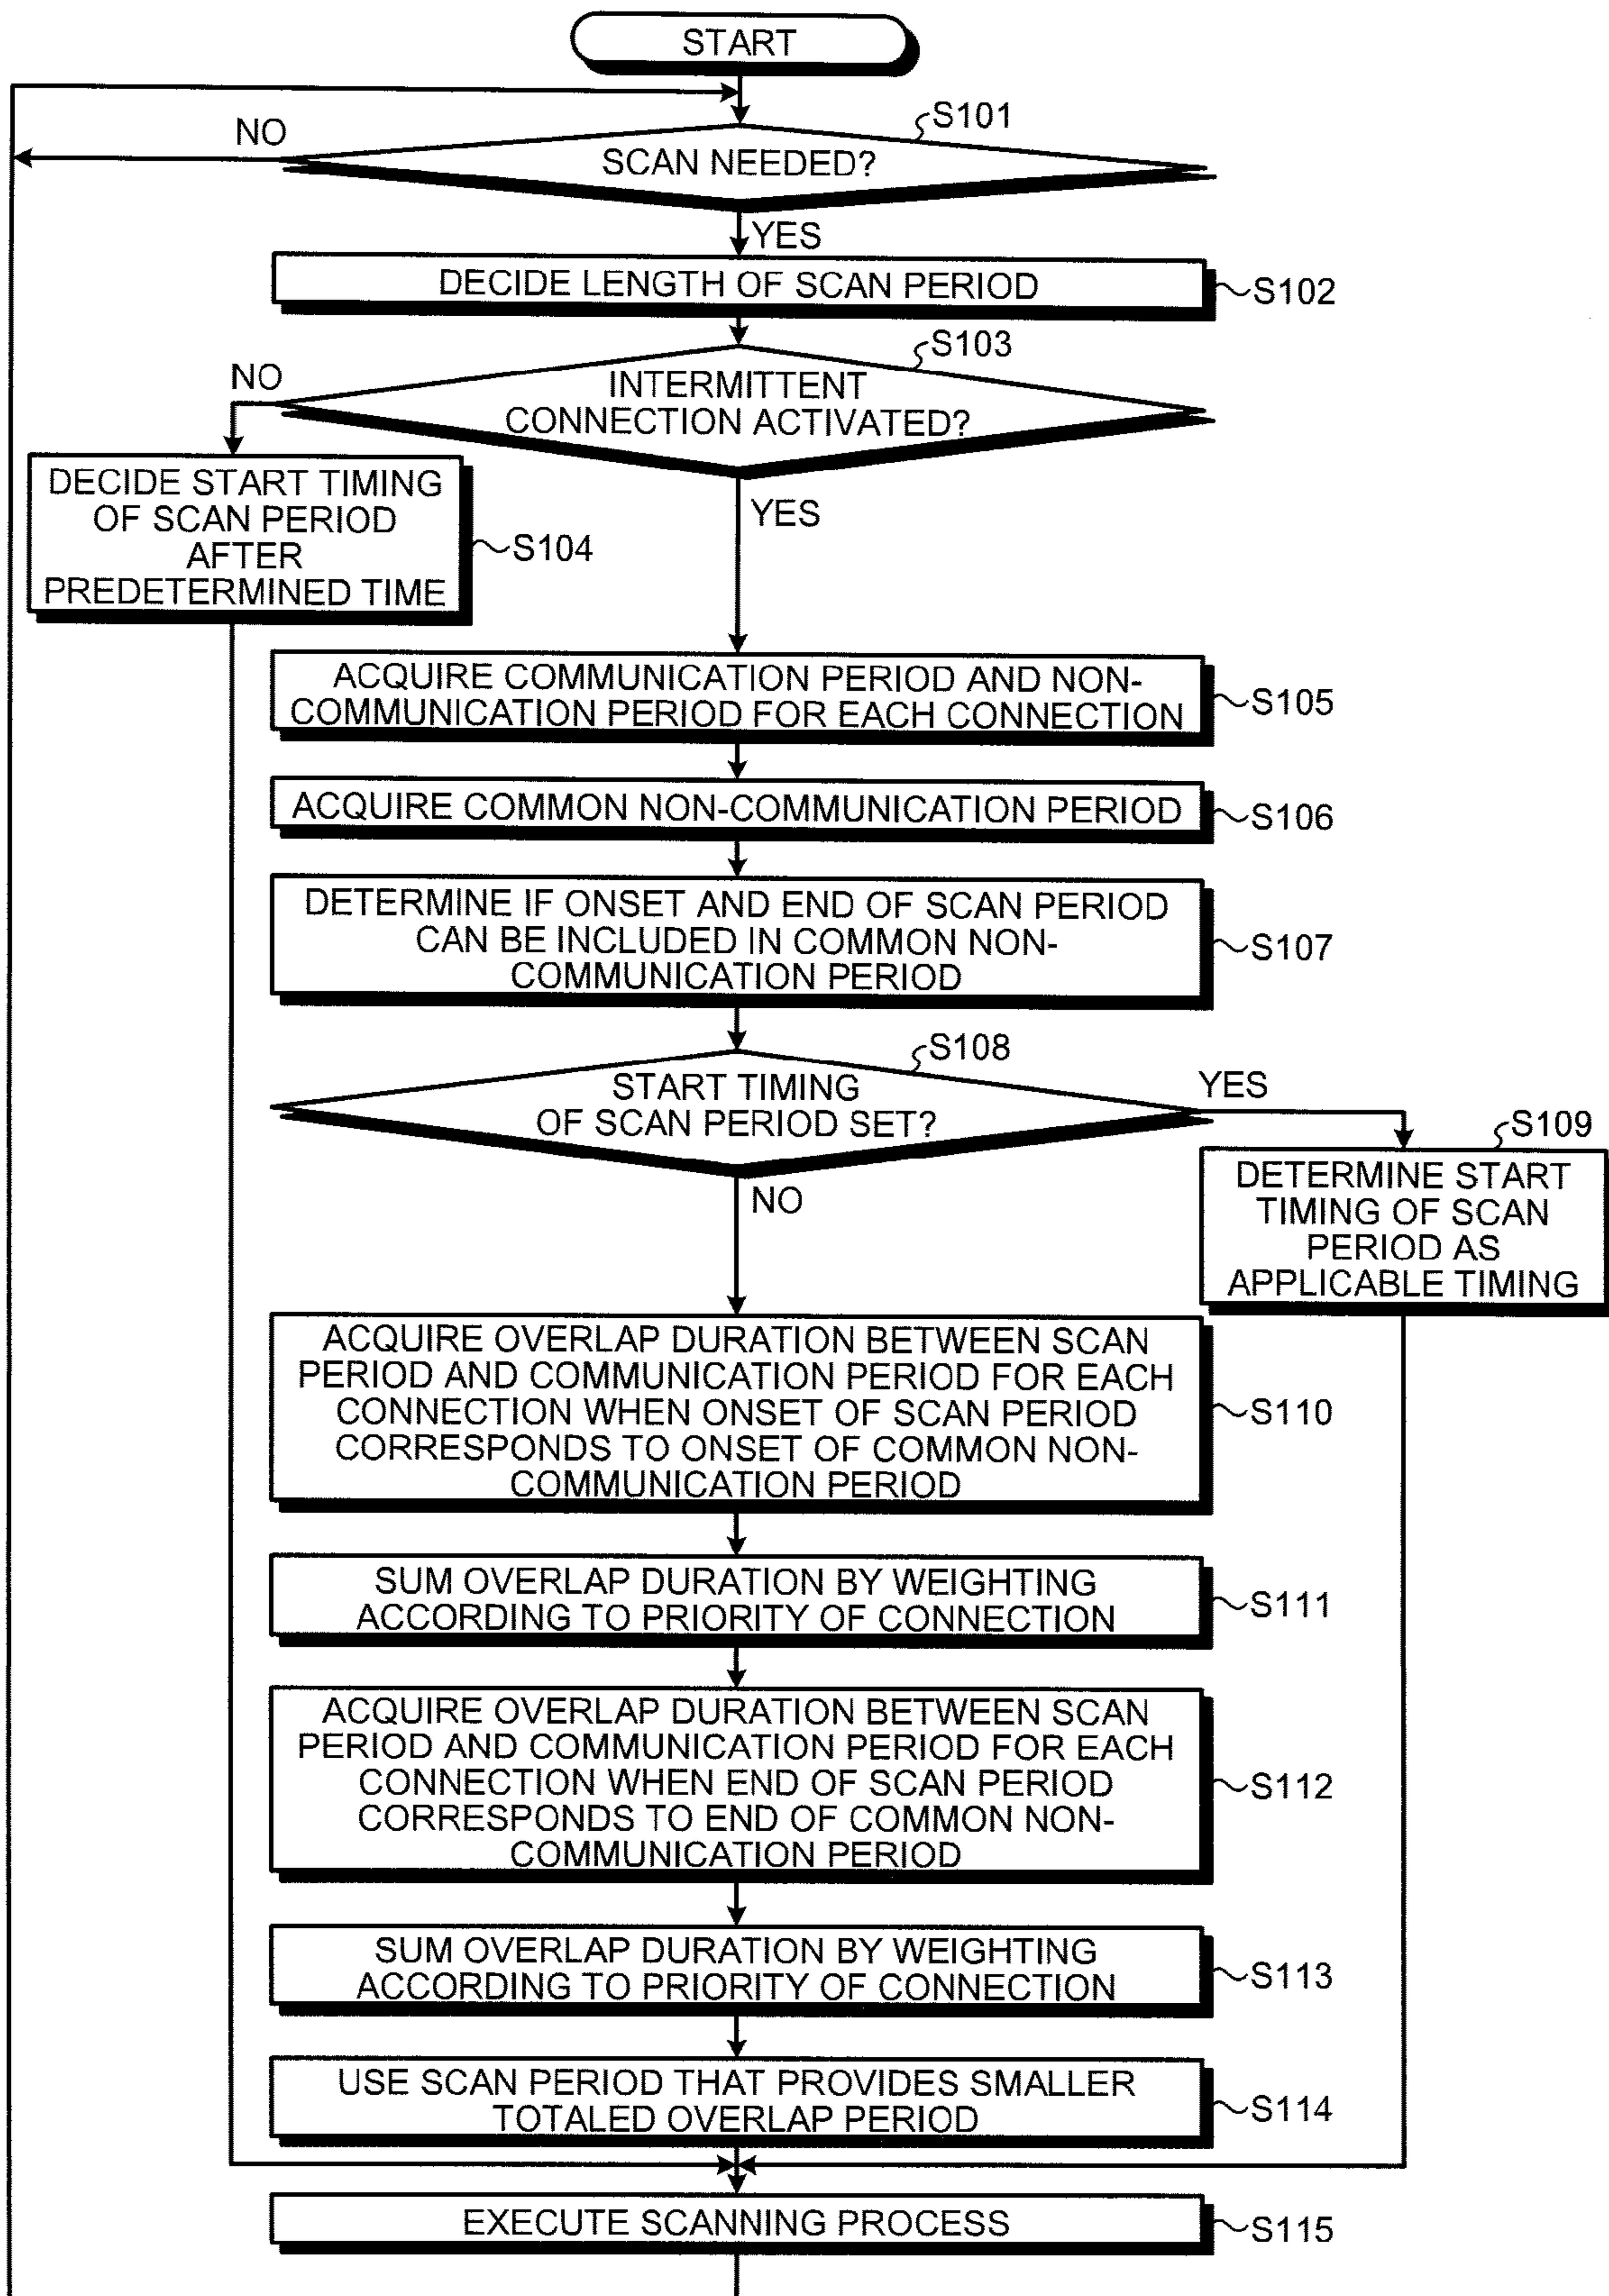 START
S101
NO
SCAN NEEDED?
YES
DECIDE LENGTH OF SCAN PERIOD
S102
S103
NO
INTERMITTENT
CONNECTION ACTIVATED?
YES
DECIDE START TIMING
OF SCAN PERIOD
AFTER
PREDETERMINED TIME
S104
ACQUIRE COMMUNICATION PERIOD AND NON-
COMMUNICATION PERIOD FOR EACH CONNECTION
S105
ACQUIRE COMMON NON-COMMUNICATION PERIOD
S106
DETERMINE IF ONSET AND END OF SCAN PERIOD
CAN BE INCLUDED IN COMMON NON-
COMMUNICATION PERIOD
S107
S108
START TIMING
OF SCAN PERIOD SET?
YES
NO
S109
DETERMINE START
TIMING OF SCAN
PERIOD AS
APPLICABLE TIMING
ACQUIRE OVERLAP DURATION BETWEEN SCAN
PERIOD AND COMMUNICATION PERIOD FOR EACH
CONNECTION WHEN ONSET OF SCAN PERIOD
CORRESPONDS TO ONSET OF COMMON NON-
COMMUNICATION PERIOD
S110
SUM OVERLAP DURATION BY WEIGHTING
ACCORDING TO PRIORITY OF CONNECTION
S111
ACQUIRE OVERLAP DURATION BETWEEN SCAN
PERIOD AND COMMUNICATION PERIOD FOR EACH
CONNECTION WHEN END OF SCAN PERIOD
CORRESPONDS TO END OF COMMON NON-
COMMUNICATION PERIOD
S112
SUM OVERLAP DURATION BY WEIGHTING
ACCORDING TO PRIORITY OF CONNECTION
S113
USE SCAN PERIOD THAT PROVIDES SMALLER
TOTALED OVERLAP PERIOD
S114
EXECUTE SCANNING PROCESS
S115